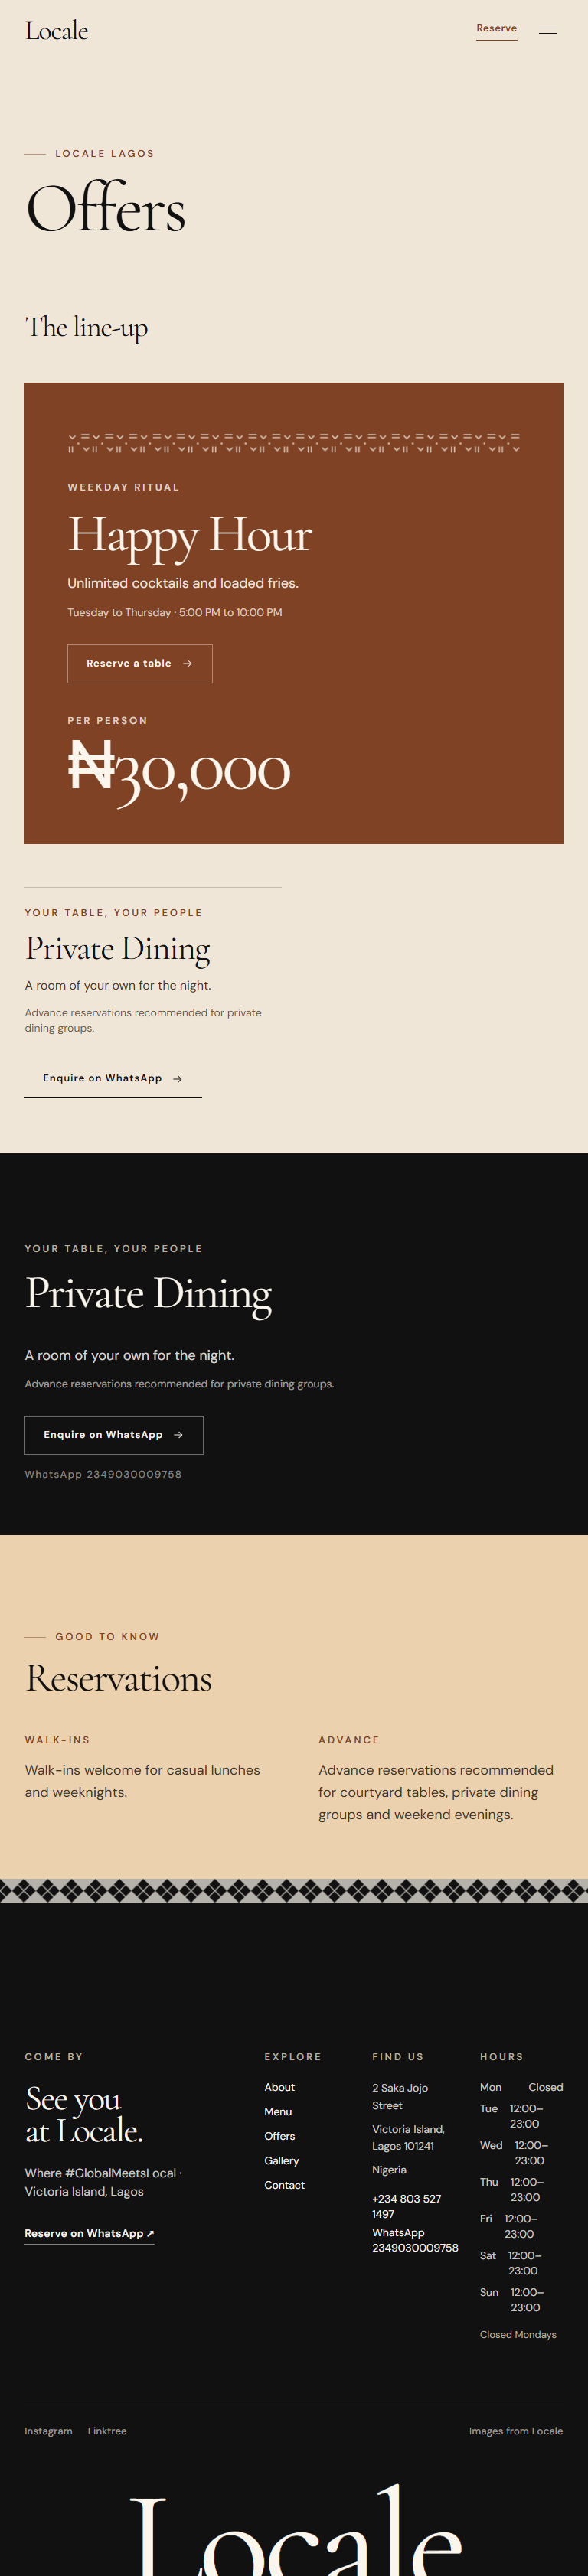 Locale
Reserve
LOCALE LAGOS
Offers
The line-up
WEEKDAY RITUAL
Happy Hour
Unlimited cocktails and loaded fries.
Tuesday to Thursday · 5:00 PM to 10:00 PM
Reserve a table →
PER PERSON
₦30,000
YOUR TABLE, YOUR PEOPLE
Private Dining
A room of your own for the night.
Advance reservations recommended for private
dining groups.
Enquire on WhatsApp →
YOUR TABLE, YOUR PEOPLE
Private Dining
A room of your own for the night.
Advance reservations recommended for private dining groups.
Enquire on WhatsApp →
WhatsApp 2349030009758
GOOD TO KNOW
Reservations
WALK-INS
Walk-ins welcome for casual lunches
and weeknights.
ADVANCE
Advance reservations recommended
for courtyard tables, private dining
groups and weekend evenings.
COME BY
See you
at Locale.
Where #GlobalMeetsLocal ·
Victoria Island, Lagos
Reserve on WhatsApp ↗
EXPLORE
About
Menu
Offers
Gallery
Contact
FIND US
2 Saka Jojo
Street
Victoria Island,
Lagos 101241
Nigeria
+234 803 527
1497
WhatsApp
2349030009758
HOURS
Mon Closed
Tue 12:00–
23:00
Wed 12:00–
23:00
Thu 12:00–
23:00
Fri 12:00–
23:00
Sat 12:00–
23:00
Sun 12:00–
23:00
Closed Mondays
Instagram Linktree
Images from Locale
Locale